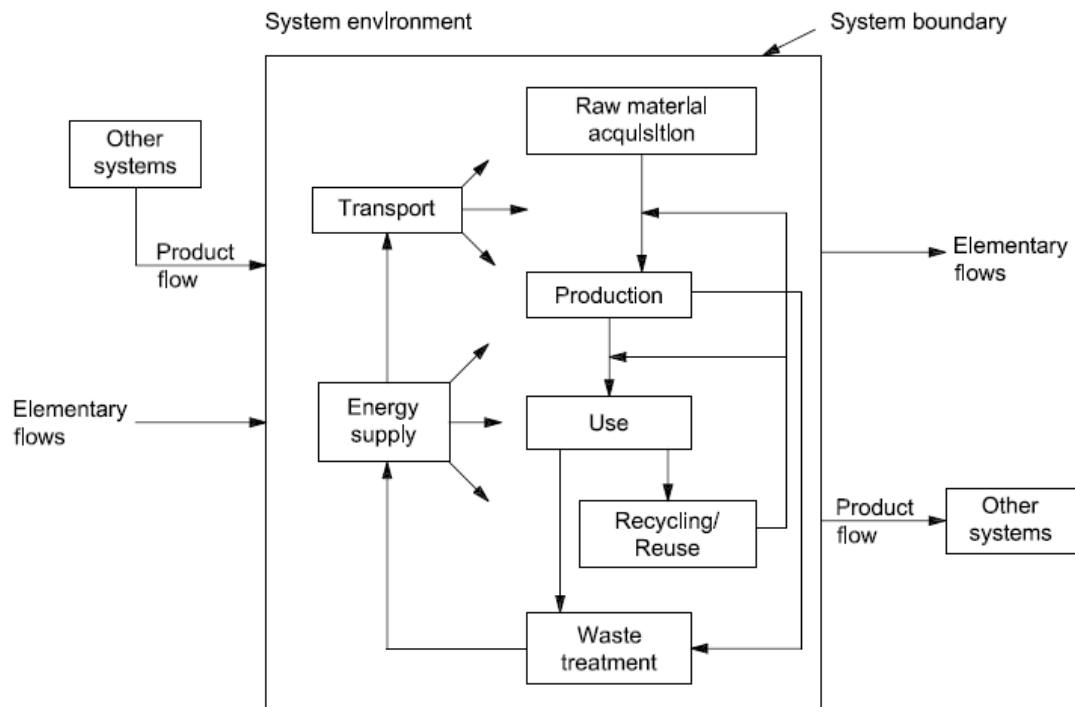 System environment
System boundary
Raw material
acquisition
Other
systems
Transport
Product
flow
Elementary
flows
Production
Elementary
flows
Energy
supply
Use
Recycling/
Reuse
Product
flow
Other
systems
Waste
treatment